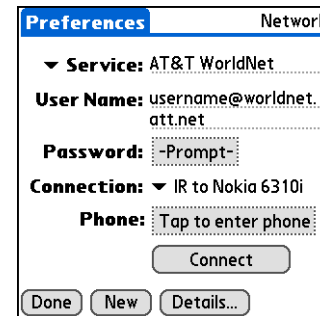 Preferences Networ
Service: AT&T WorldNet
User Name: username@worldnet.
att.net
Password: -Prompt-
Connection: IR to Nokia 6310i
Phone: Tap to enter phone
Connect
Done New Details...